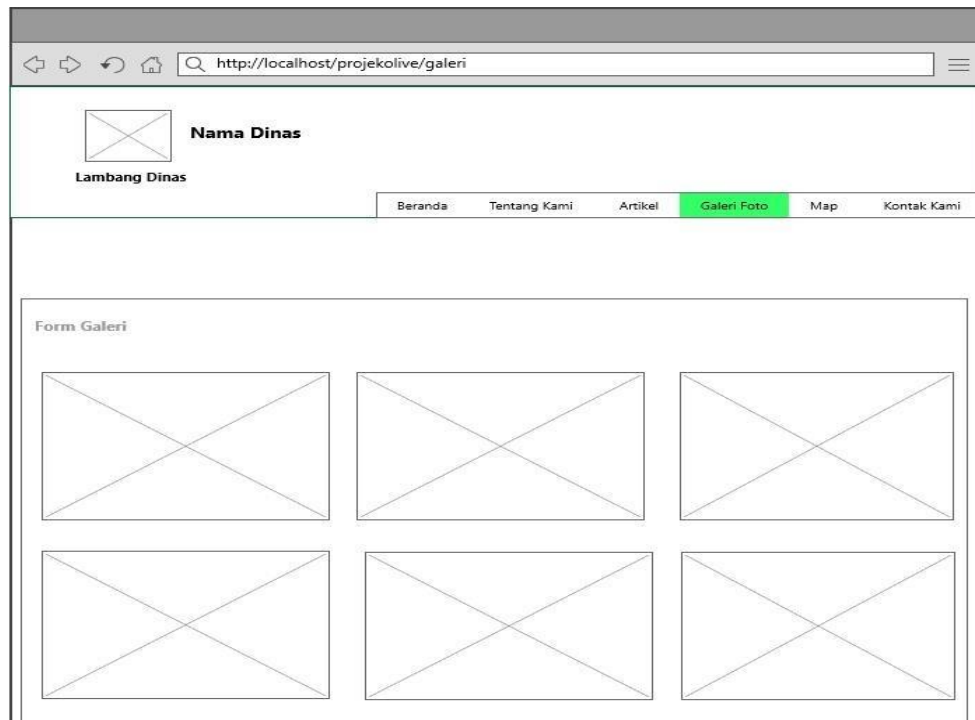 http://localhost/projekolive/galeri
Nama Dinas
Lambang Dinas
Beranda Tentang Kami Artikel Galeri Foto Map Kontak Kami
Form Galeri